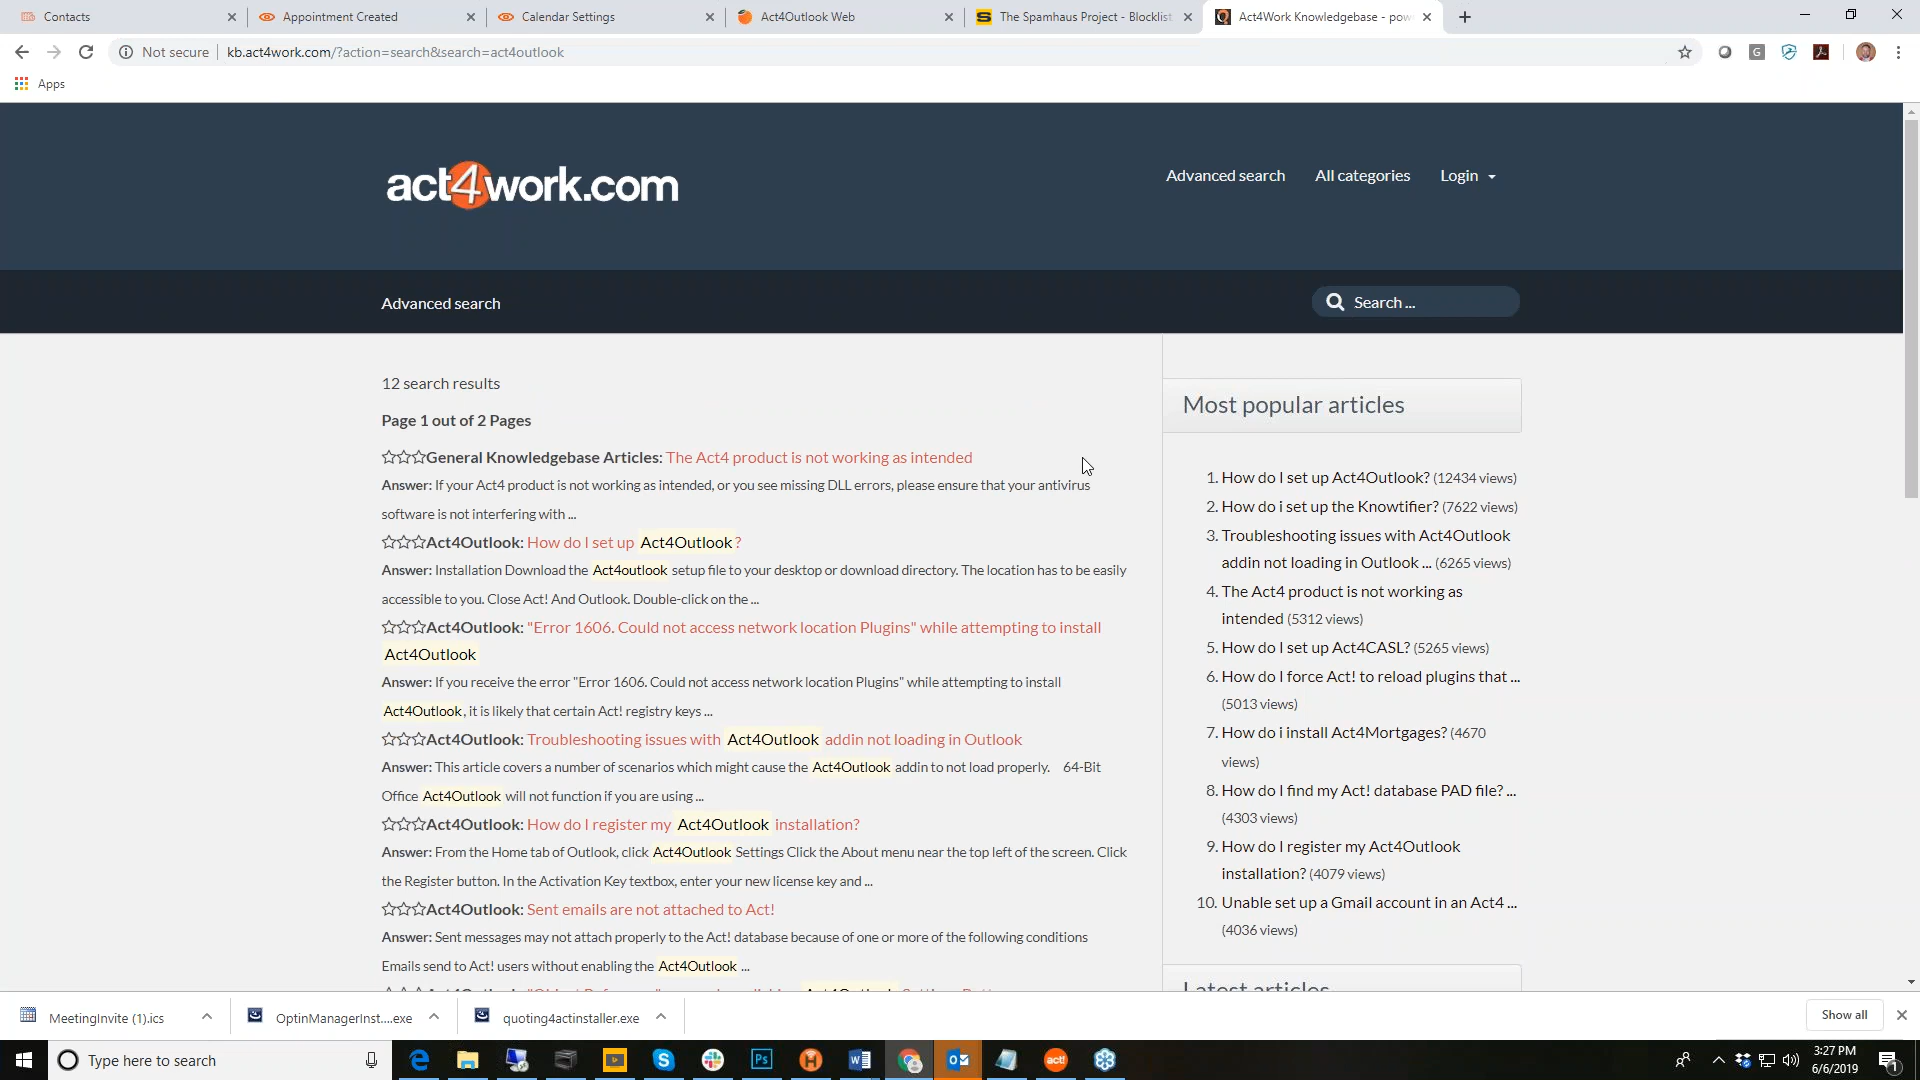 Contacts
Appointment Created
Calendar Settings
Act4Outlook Web
The Spamhaus Project - Blocklist
Act4Work Knowledgebase - pow
Not secure
kb.act4work.com/?action=search&search=act4outlook
G
Apps
act4work.com
Advanced search
All categories
Login
Advanced search
Search ...
12 search results
Page 1 out of 2 Pages
General Knowledgebase Articles: The Act4 product is not working as intended
Answer: If your Act4 product is not working as intended, or you see missing DLL errors, please ensure that your antivirus
software is not interfering with ...
Act4Outlook: How do I set up Act4Outlook ?
Answer: Installation Download the Act4outlook setup file to your desktop or download directory. The location has to be easily
accessible to you. Close Act! And Outlook. Double-click on the ...
Act4Outlook: "Error 1606. Could not access network location Plugins" while attempting to install
Act4Outlook
Answer: If you receive the error "Error 1606. Could not access network location Plugins" while attempting to install
Act4Outlook , it is likely that certain Act! registry keys ...
Act4Outlook: Troubleshooting issues with Act4Outlook addin not loading in Outlook
Answer: This article covers a number of scenarios which might cause the Act4Outlook addin to not load properly. 64-Bit
Office Act4Outlook will not function if you are using ...
Act4Outlook: How do I register my Act4Outlook installation?
Answer: From the Home tab of Outlook, click Act4Outlook Settings Click the About menu near the top left of the screen. Click
the Register button. In the Activation Key textbox, enter your new license key and ...
Act4Outlook: Sent emails are not attached to Act!
Answer: Sent messages may not attach properly to the Act! database because of one or more of the following conditions
Emails send to Act! users without enabling the Act4Outlook ...
Most popular articles
1. How do I set up Act4Outlook? (12434 views)
2. How do i set up the Knowtifier? (7622 views)
3. Troubleshooting issues with Act4Outlook
addin not loading in Outlook ... (6265 views)
4. The Act4 product is not working as
intended (5312 views)
5. How do I set up Act4CASL? (5265 views)
6. How do I force Act! to reload plugins that ...
(5013 views)
7. How do i install Act4Mortgages? (4670
views)
8. How do I find my Act! database PAD file? ...
(4303 views)
9. How do I register my Act4Outlook
installation? (4079 views)
10. Unable set up a Gmail account in an Act4 ...
(4036 views)
Latest articles
MeetingInvite (1).ics
OptinManagerInst....exe
quoting4actinstaller.exe
Show all
Type here to search
3:27 PM
6/6/2019